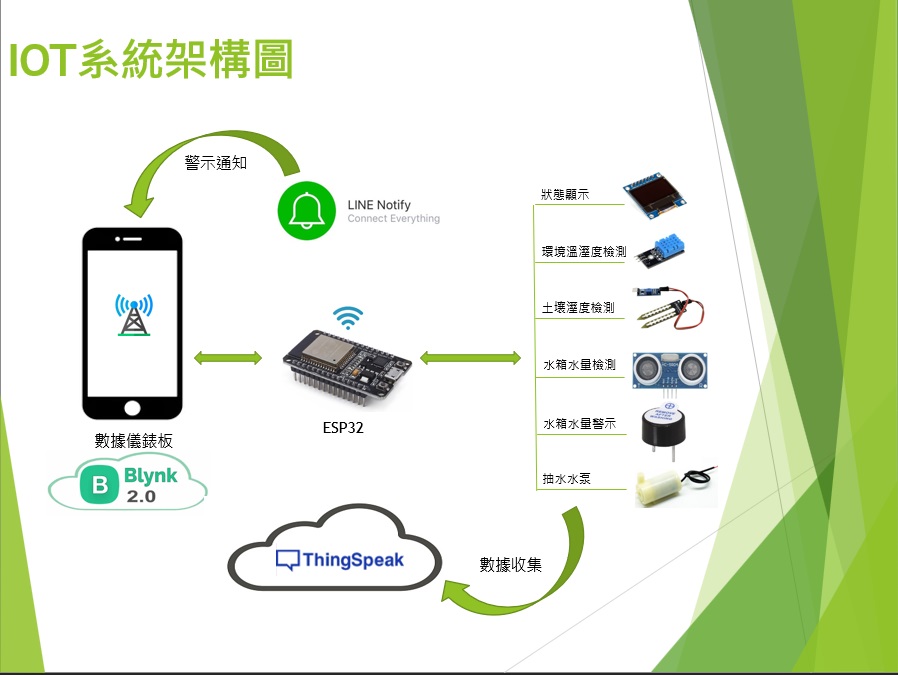 IOT系統架構圖
警示通知
LINE Notify
Connect Everything
狀態顯示
環境溫溼度檢測
土壤溼度檢測
水箱水量檢測
水箱水量警示
抽水水泵
ESP32
數據儀錶板
B Blynk
2.0
ThingSpeak
數據收集